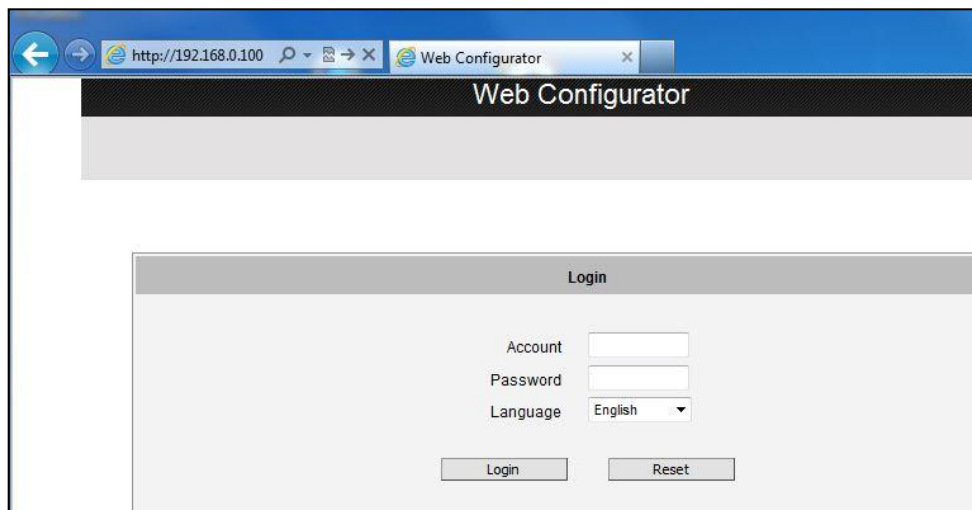 http://192.168.0.100
Web Configurator
Web Configurator
Login
Account
Password
Language English
Login Reset